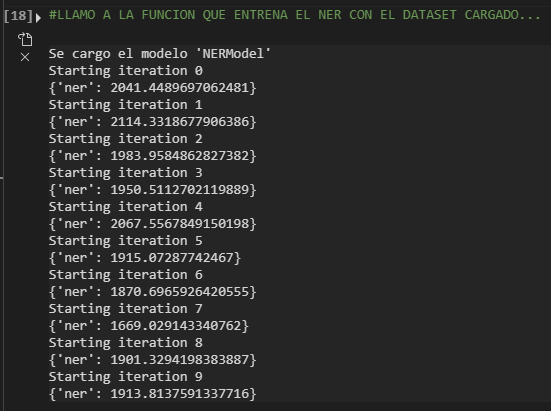 [18] #LLAMO A LA FUNCION QUE ENTRENA EL NER CON EL DATASET CARGADO...
Se cargo el modelo 'NERModel'
Starting iteration 0
{'ner': 2041.4489697062481}
Starting iteration 1
{'ner': 2114.3318677906386}
Starting iteration 2
{'ner': 1983.9584862827382}
Starting iteration 3
{'ner': 1950.5112702119889}
Starting iteration 4
{'ner': 2067.5567849150198}
Starting iteration 5
{'ner': 1915.07287742467}
Starting iteration 6
{'ner': 1870.6965926420555}
Starting iteration 7
{'ner': 1669.029143340762}
Starting iteration 8
{'ner': 1901.3294198383887}
Starting iteration 9
{'ner': 1913.8137591337716}